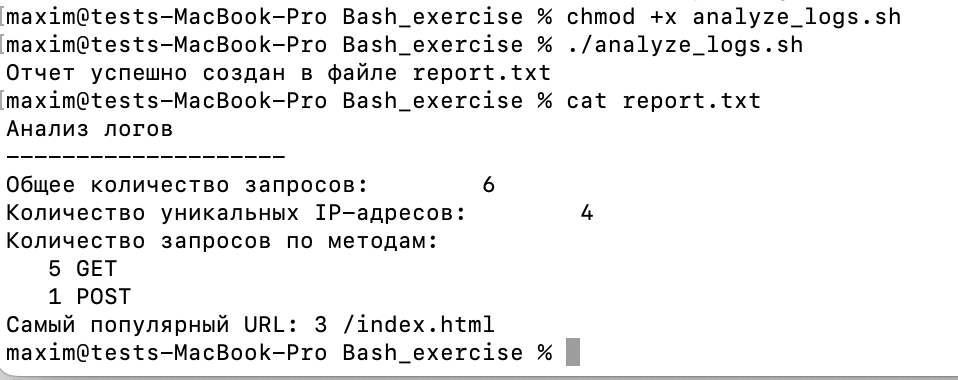 maxim@tests-MacBook-Pro Bash_exercise % chmod +x analyze_logs.sh
maxim@tests-MacBook-Pro Bash_exercise % ./analyze_logs.sh
Отчет успешно создан в файле report.txt
maxim@tests-MacBook-Pro Bash_exercise % cat report.txt
Анализ логов
--------------------
Общее количество запросов:        6
Количество уникальных IP-адресов:        4
Количество запросов по методам:
   5 GET
   1 POST
Самый популярный URL: 3 /index.html
maxim@tests-MacBook-Pro Bash_exercise %